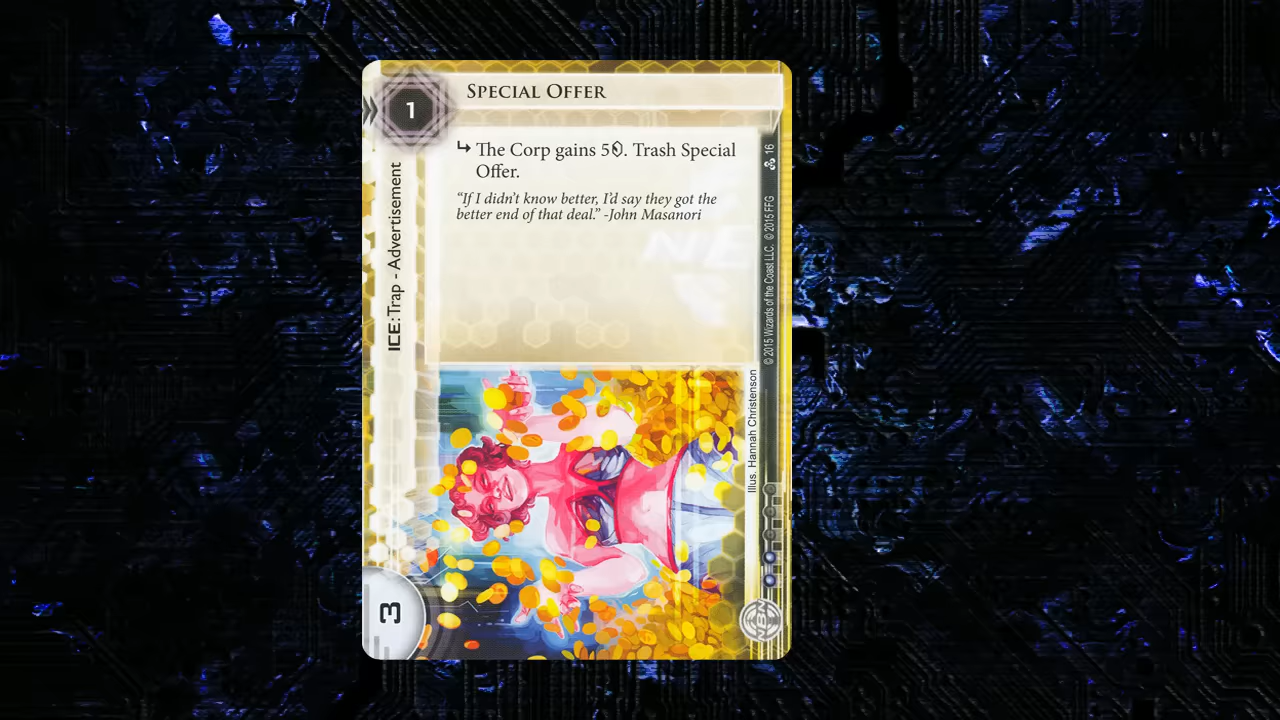 SPECIAL OFFER
1
↳ The Corp gains 5. Trash Special
Offer.
“If I didn’t know better, I’d say they got the
better end of that deal.” -John Masanori
ICE: Trap - Advertisement
3
Illus. Hannah Christenson
© 2015 Wizards of the Coast LLC. © 2015 FFG
16
NBN